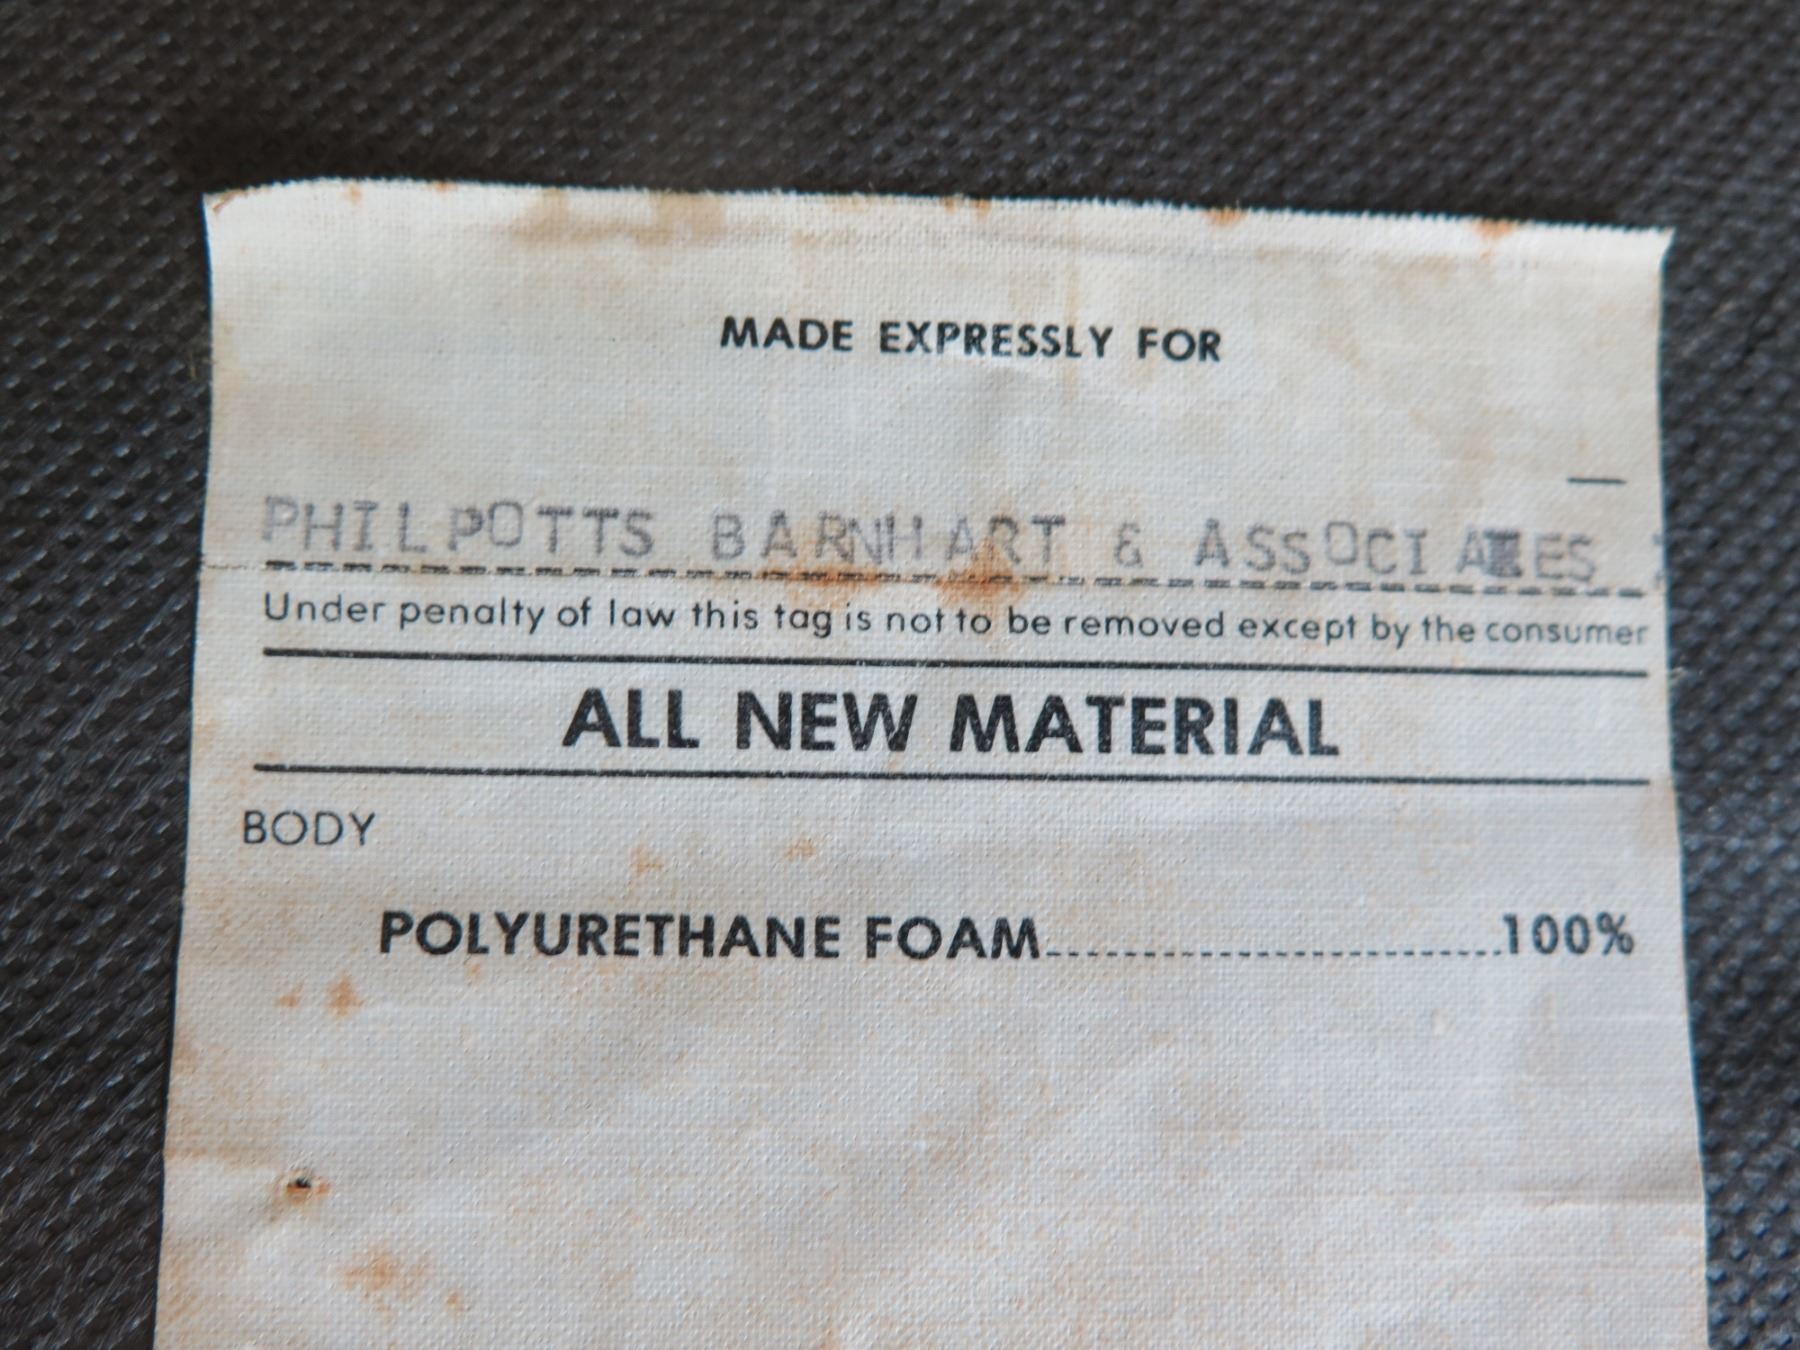 MADE EXPRESSLY FOR
PHILPOTTS BARNHART & ASSOCIATES
Under penalty of law this tag is not to be removed except by the consumer
ALL NEW MATERIAL
BODY
POLYURETHANE FOAM........................100%